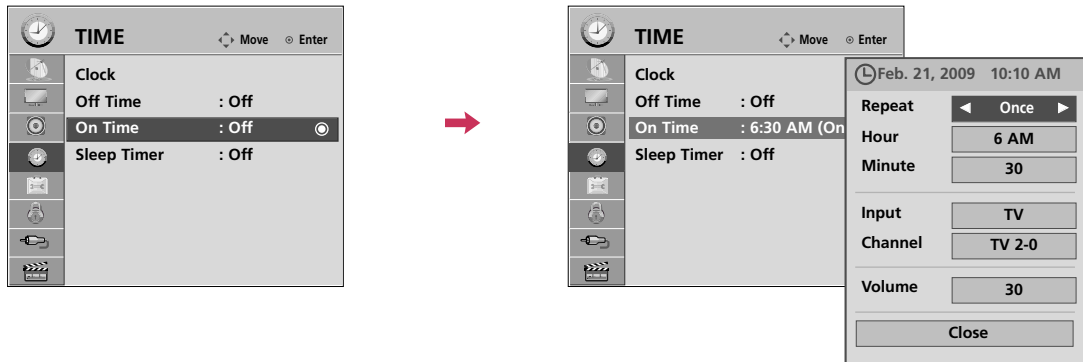 TIME Move Enter
Clock
Off Time : Off
On Time : Off
Sleep Timer : Off
TIME Move Enter
Clock
Off Time : Off
On Time : 6:30 AM (On
Sleep Timer : Off
Feb. 21, 2009 10:10 AM
Repeat ◀ Once ▶
Hour 6 AM
Minute 30
Input TV
Channel TV 2-0
Volume 30
Close